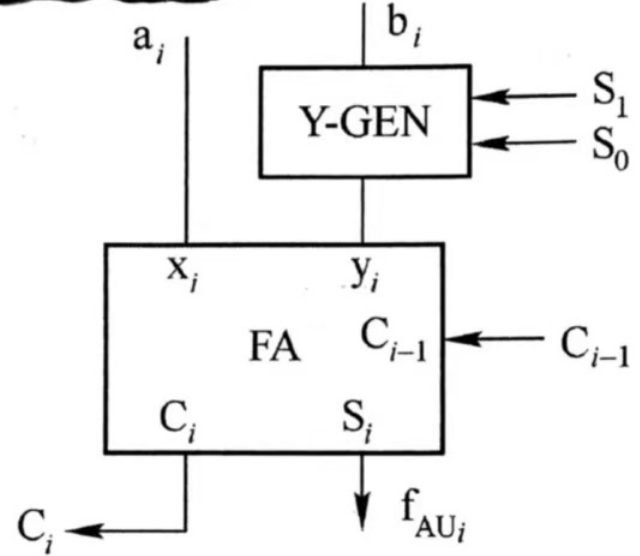 a_i
b_i
Y-GEN
S_1
S_0
x_i
y_i
FA
C_{i-1}
C_{i-1}
C_i
S_i
C_i
f_{AU_i}